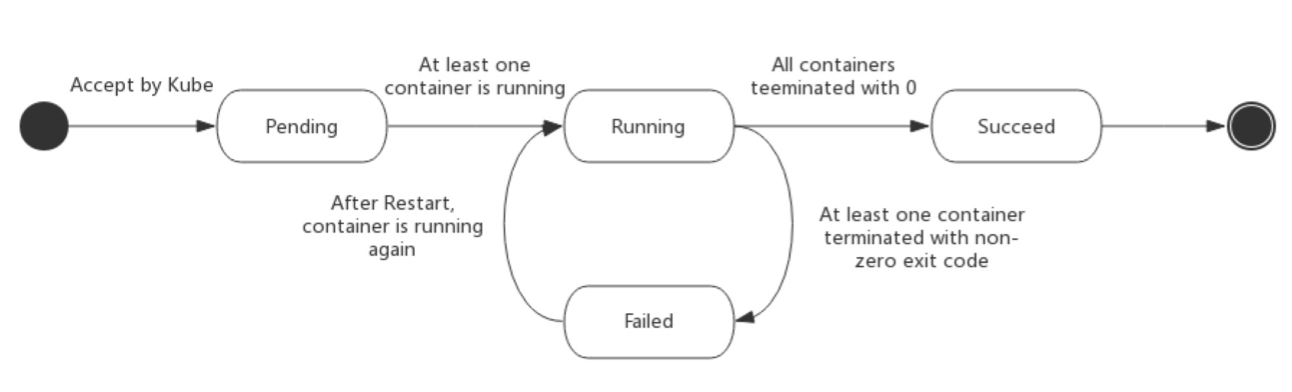 Accept by Kube
At least one
container is running
All containers
teeminated with 0
Pending
Running
Succeed
After Restart,
container is running
again
At least one container
terminated with non-
zero exit code
Failed